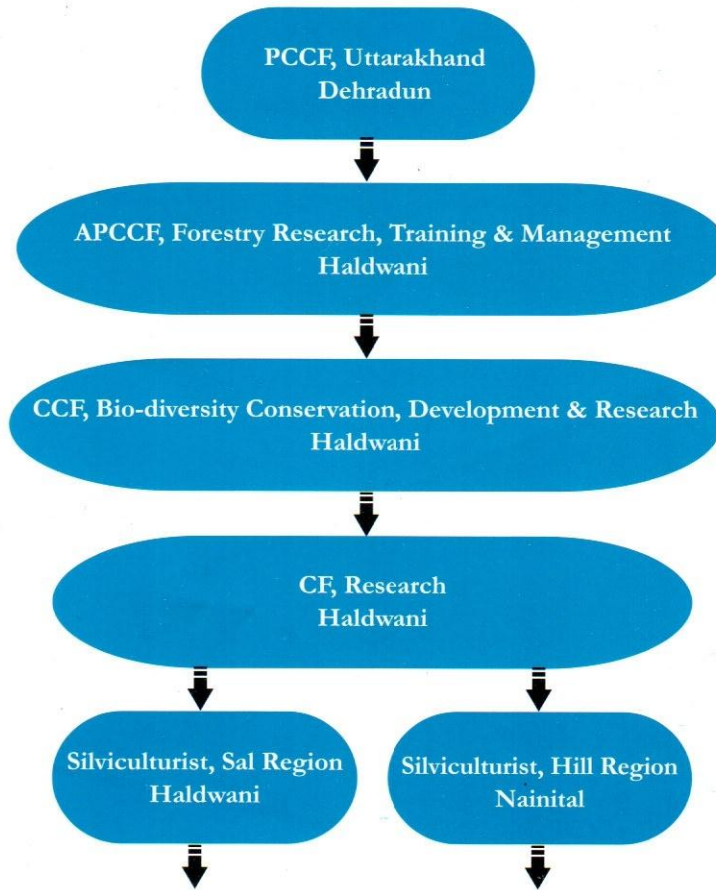 PCCF, Uttarakhand
Dehradun
APCCF, Forestry Research, Training & Management
Haldwani
CCF, Bio-diversity Conservation, Development & Research
Haldwani
CF, Research
Haldwani
Silviculturist, Sal Region
Haldwani
Silviculturist, Hill Region
Nainital